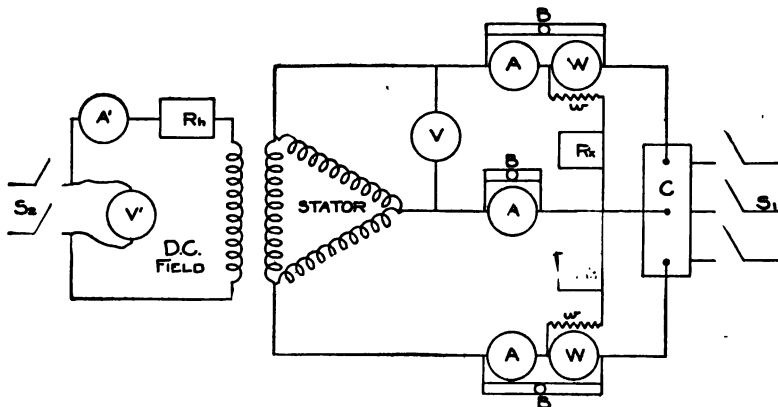 B
A W
A' Rh w
V Rx
B
S2 V' STATOR A C S1
D.C.
FIELD
w
A W
B